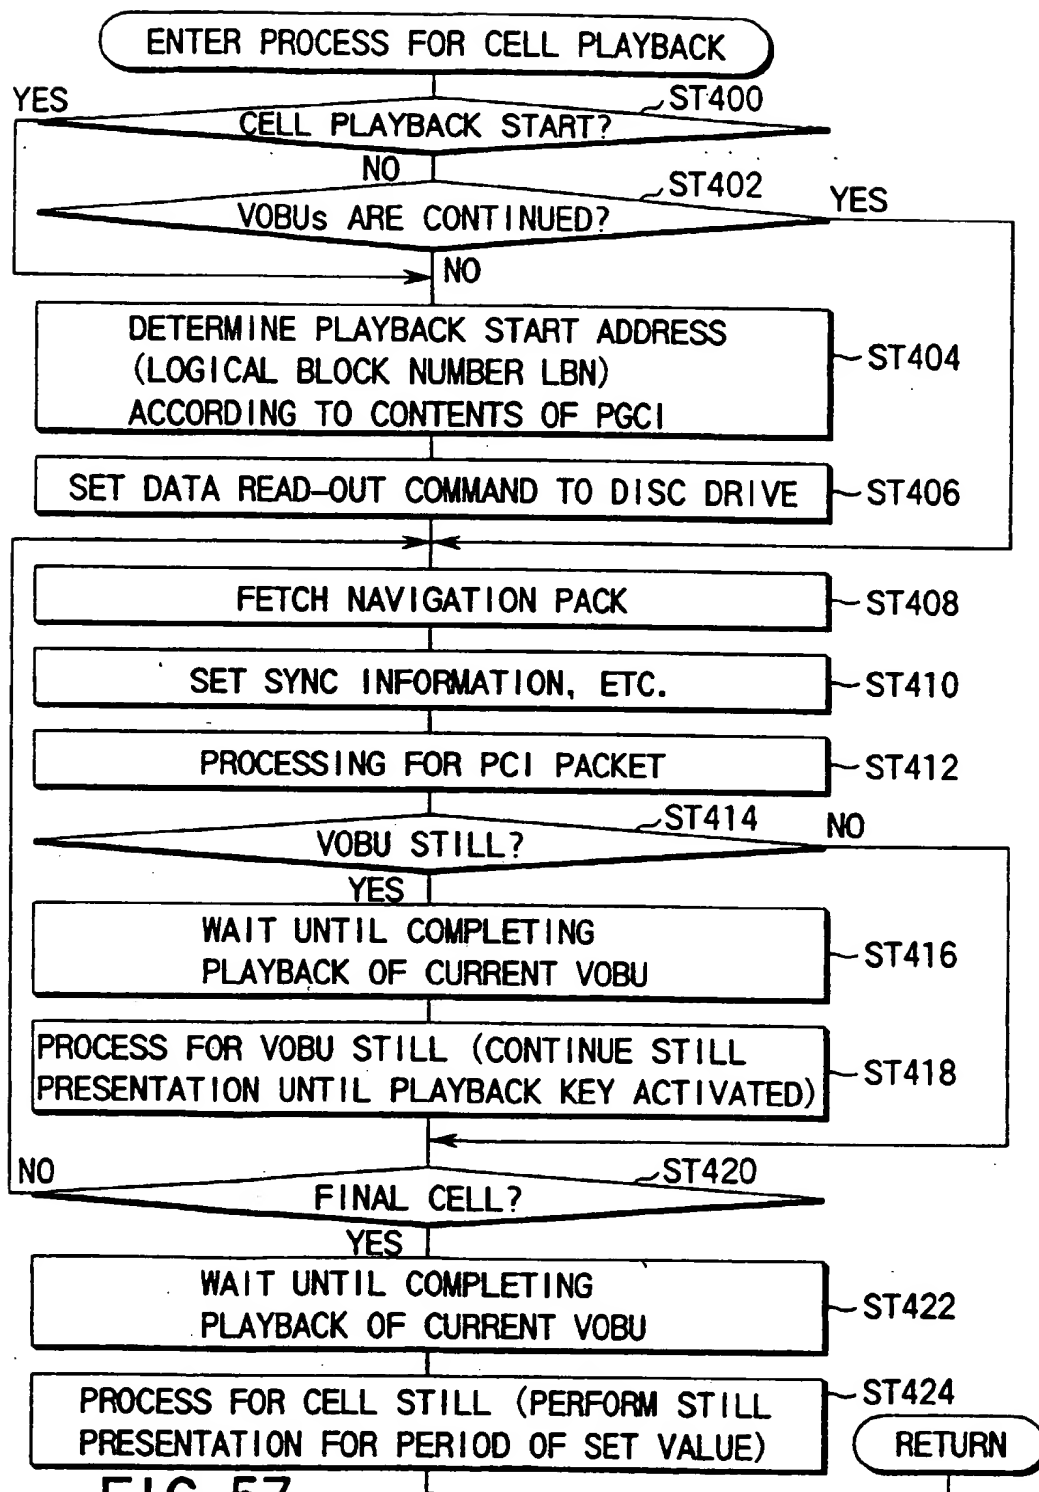 ENTER PROCESS FOR CELL PLAYBACK
YES
ST400
CELL PLAYBACK START?
NO
ST402
YES
VOBUs ARE CONTINUED?
NO
DETERMINE PLAYBACK START ADDRESS
(LOGICAL BLOCK NUMBER LBN)
ACCORDING TO CONTENTS OF PGCI
ST404
SET DATA READ-OUT COMMAND TO DISC DRIVE
ST406
FETCH NAVIGATION PACK
ST408
SET SYNC INFORMATION, ETC.
ST410
PROCESSING FOR PCI PACKET
ST412
ST414
NO
VOBU STILL?
YES
WAIT UNTIL COMPLETING
PLAYBACK OF CURRENT VOBU
ST416
PROCESS FOR VOBU STILL (CONTINUE STILL
PRESENTATION UNTIL PLAYBACK KEY ACTIVATED)
ST418
NO
ST420
FINAL CELL?
YES
WAIT UNTIL COMPLETING
PLAYBACK OF CURRENT VOBU
ST422
PROCESS FOR CELL STILL (PERFORM STILL
PRESENTATION FOR PERIOD OF SET VALUE)
ST424
RETURN
FIG. 57